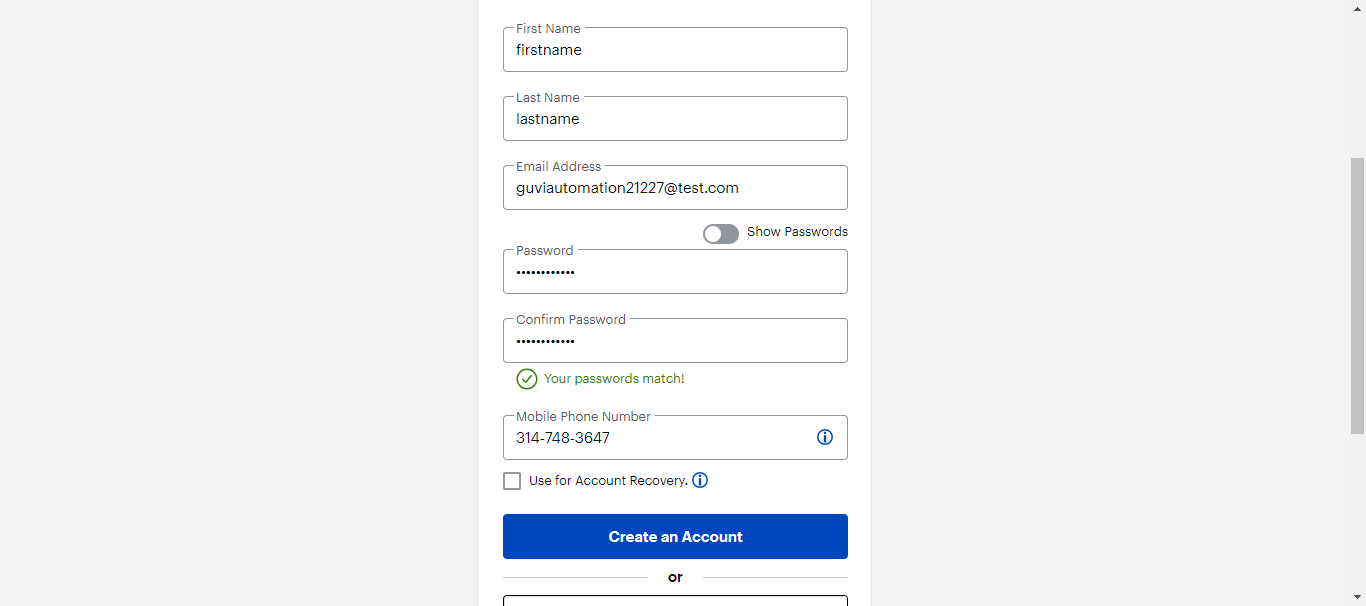 First Name
firstname
Last Name
lastname
Email Address
guviautomation21227@test.com
Show Passwords
Password
••••••••••••
Confirm Password
••••••••••••
Your passwords match!
Mobile Phone Number
314-748-3647
Use for Account Recovery.
Create an Account
or